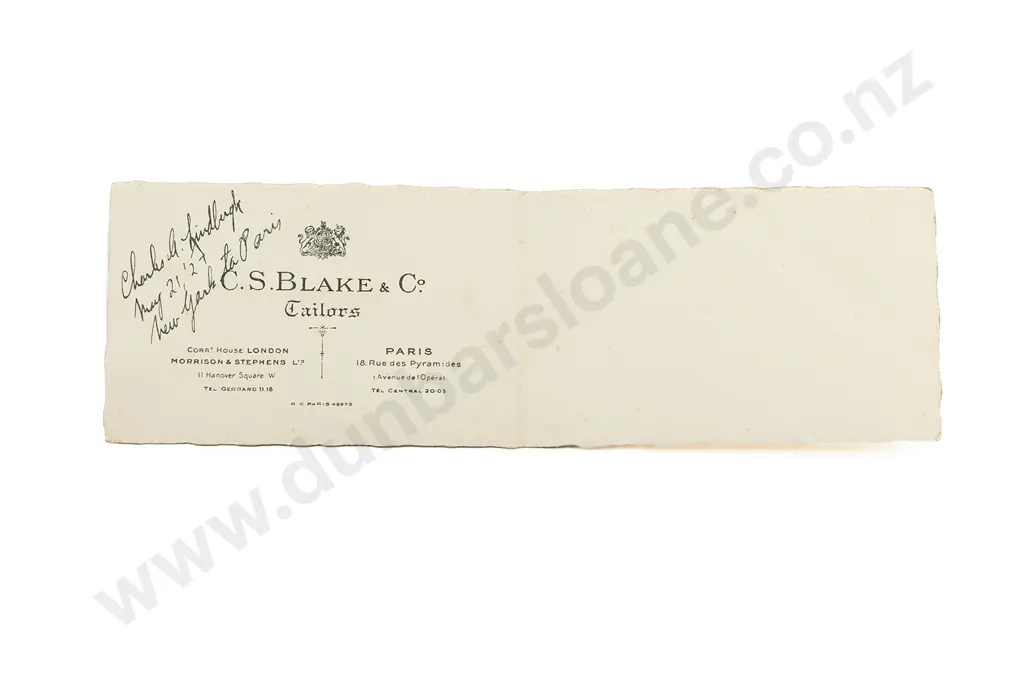 Charles A. Lindbergh
May 21, '27
New York to Paris
C.S. BLAKE & Cº
Tailors
CORRT HOUSE LONDON
MORRISON & STEPHENS LTD
11 Hanover Square W
TEL. GERRARD 11.18
PARIS
18. Rue des Pyramides
(Avenue de l'Opéra)
TEL. CENTRAL 20-05
R. C. PARIS 49979
www.dunbarsloane.co.nz